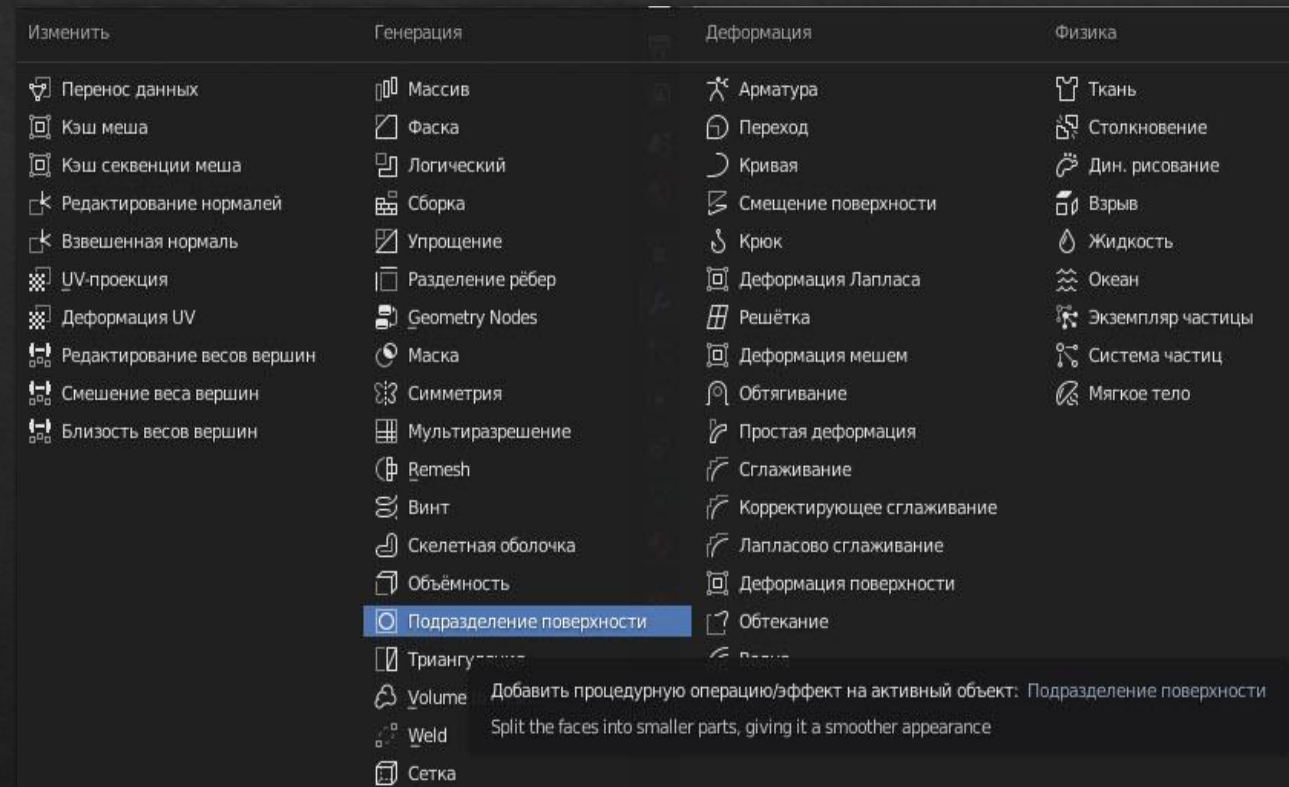 Изменить
Перенос данных
Кэш меша
Кэш секвенции меша
Редактирование нормалей
Взвешенная нормаль
UV-проекция
Деформация UV
Редактирование весов вершин
Смешение веса вершин
Близость весов вершин
Генерация
Массив
Фаска
Логический
Сборка
Упрощение
Разделение рёбер
Geometry Nodes
Маска
Симметрия
Мультиразрешение
Remesh
Винт
Скелетная оболочка
Объёмность
Подразделение поверхности
Volume
Weld
Сетка
Деформация
Арматура
Переход
Кривая
Смещение поверхности
Крюк
Деформация Лапласа
Решётка
Деформация мешем
Обтягивание
Простая деформация
Сглаживание
Корректирующее сглаживание
Лапласово сглаживание
Деформация поверхности
Обтекание
Физика
Ткань
Столкновение
Дин. рисование
Взрыв
Жидкость
Океан
Экземпляр частицы
Система частиц
Мягкое тело
Добавить процедурную операцию/эффект на активный объект: Подразделение поверхности
Split the faces into smaller parts, giving it a smoother appearance